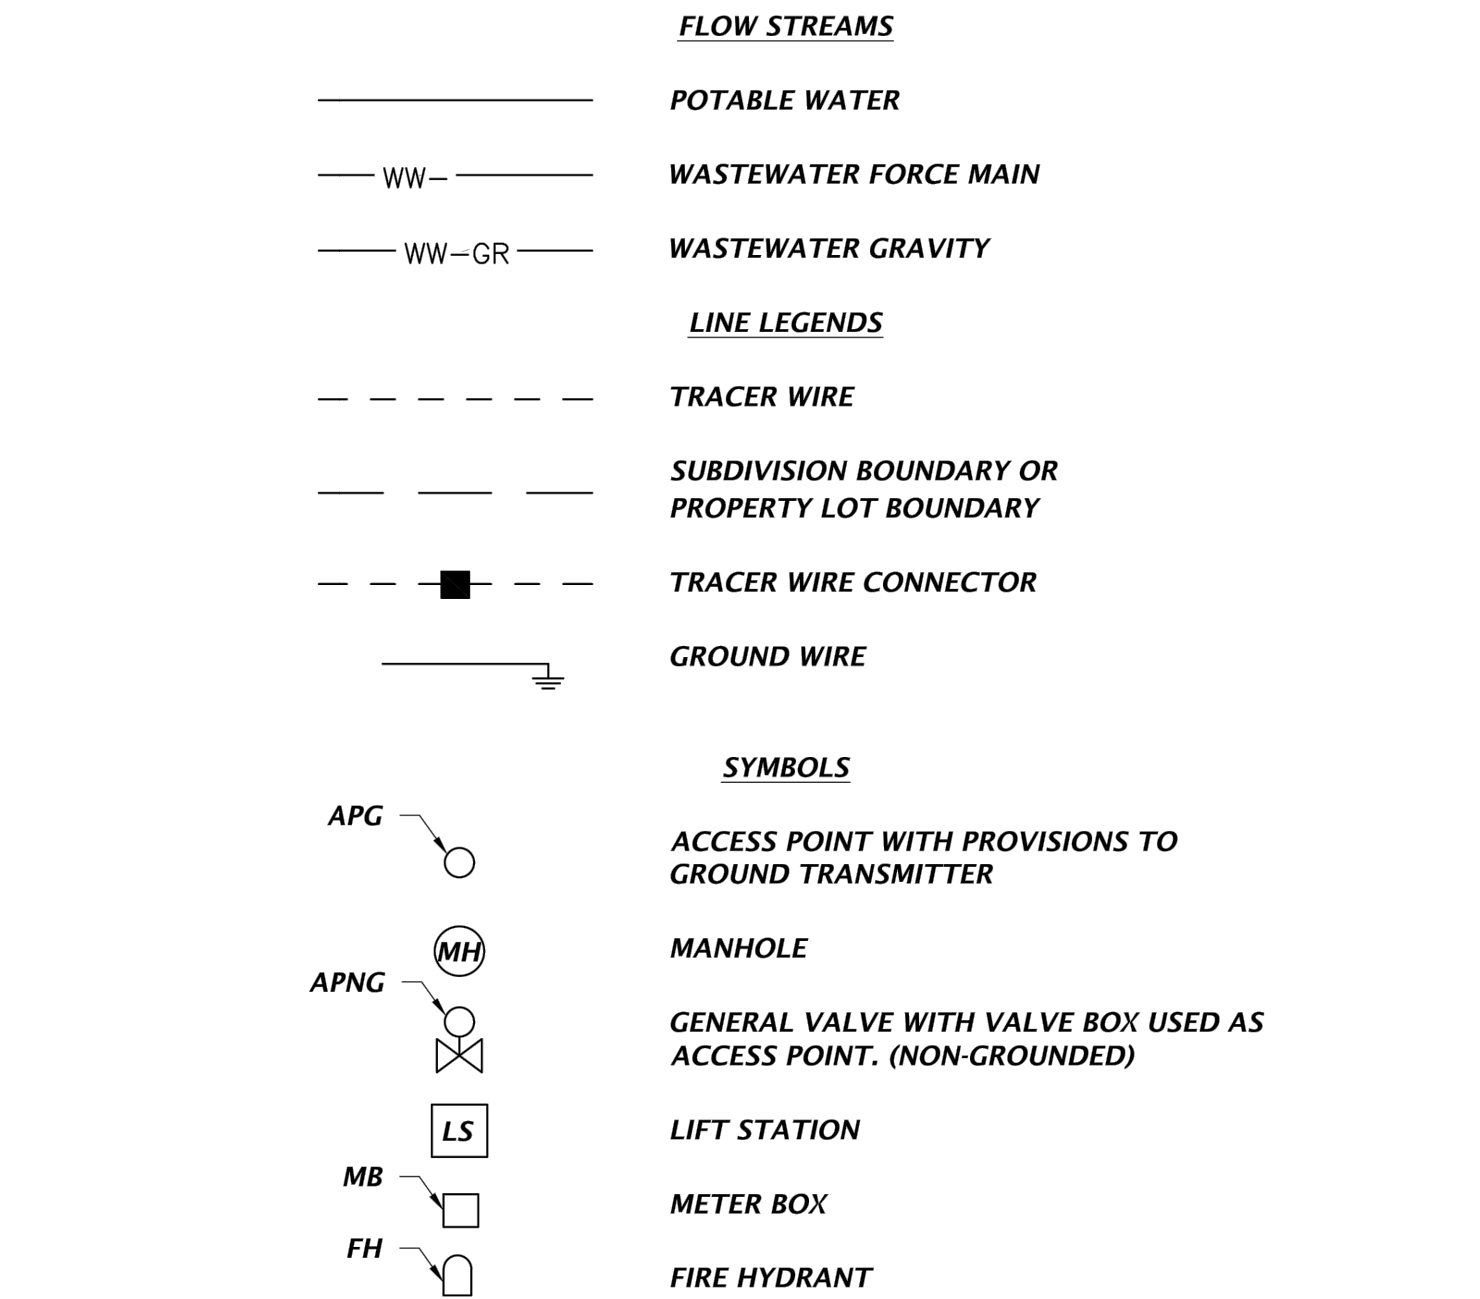 FLOW STREAMS
POTABLE WATER
WW-
WASTEWATER FORCE MAIN
WW-GR
WASTEWATER GRAVITY
LINE LEGENDS
TRACER WIRE
SUBDIVISION BOUNDARY OR
PROPERTY LOT BOUNDARY
TRACER WIRE CONNECTOR
GROUND WIRE
SYMBOLS
APG
ACCESS POINT WITH PROVISIONS TO
GROUND TRANSMITTER
MH
MANHOLE
APNG
GENERAL VALVE WITH VALVE BOX USED AS
ACCESS POINT. (NON-GROUNDED)
LS
LIFT STATION
MB
METER BOX
FH
FIRE HYDRANT